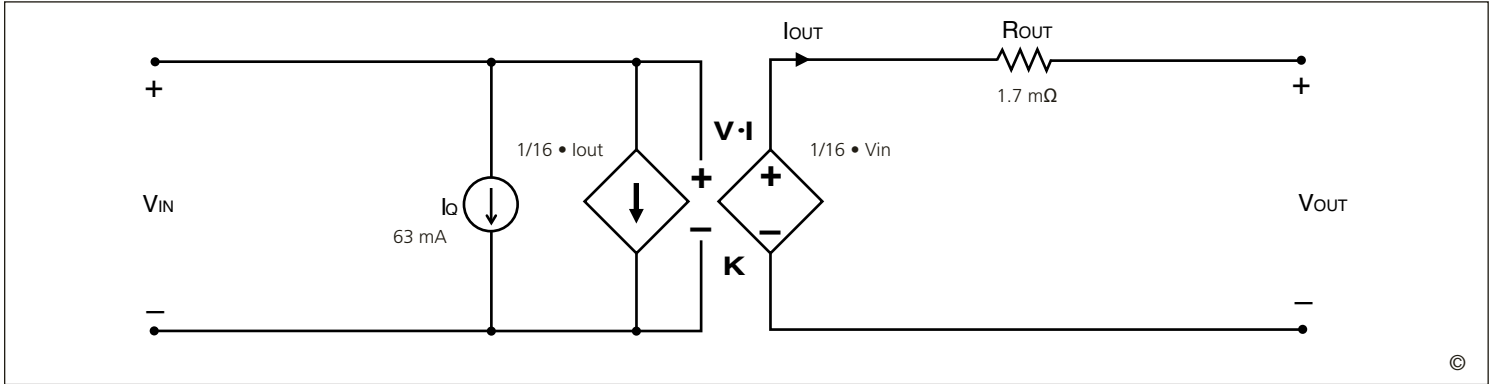 IOUT
ROUT
+
+
1.7 mΩ
V·I
1/16 • Iout
1/16 • Vin
+
+
VIN
IQ
VOUT
63 mA
–
–
K
–
–
©